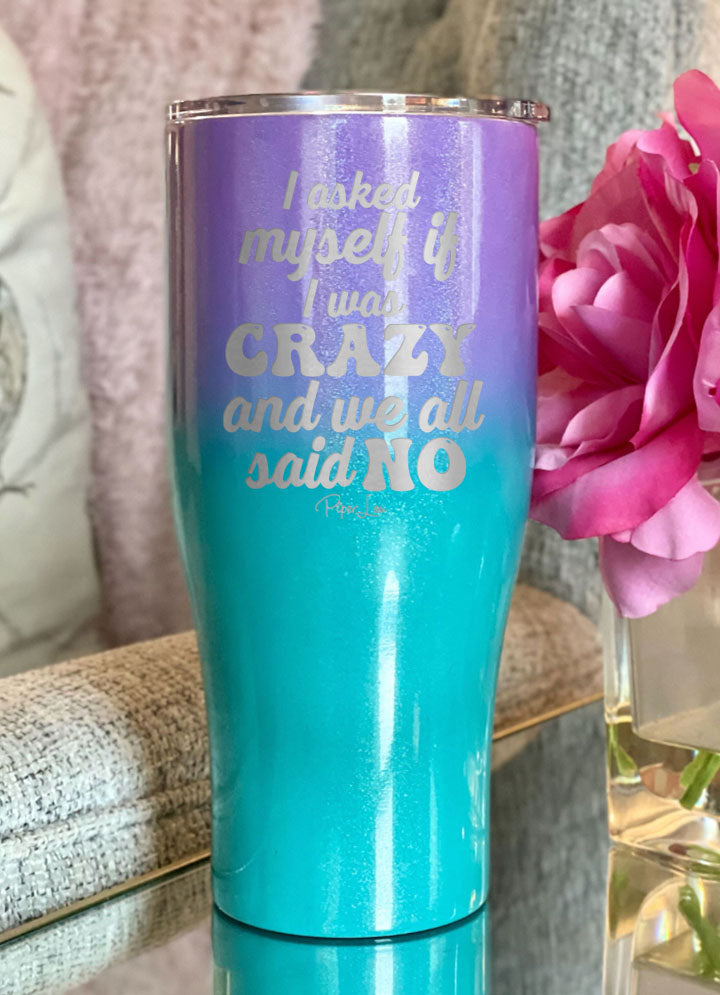 I asked
myself if
I was
CRAZY
and we all
said NO
Piper Lou